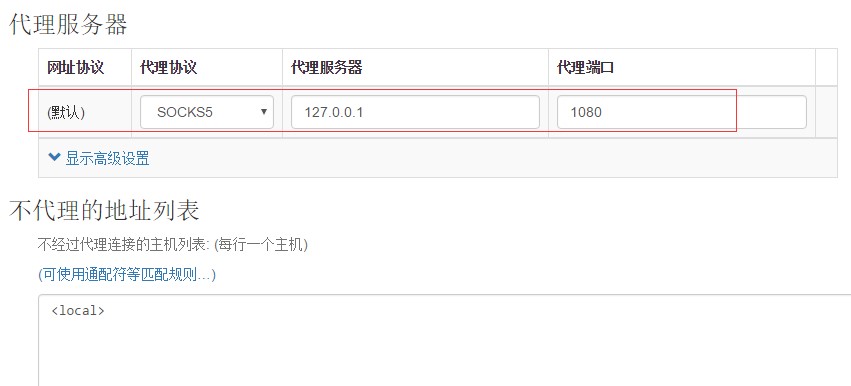 代理服务器
网址协议 代理协议 代理服务器 代理端口
(默认) SOCKS5 127.0.0.1 1080
显示高级设置
不代理的地址列表
不经过代理连接的主机列表: (每行一个主机)
(可使用通配符等匹配规则…)
<local>